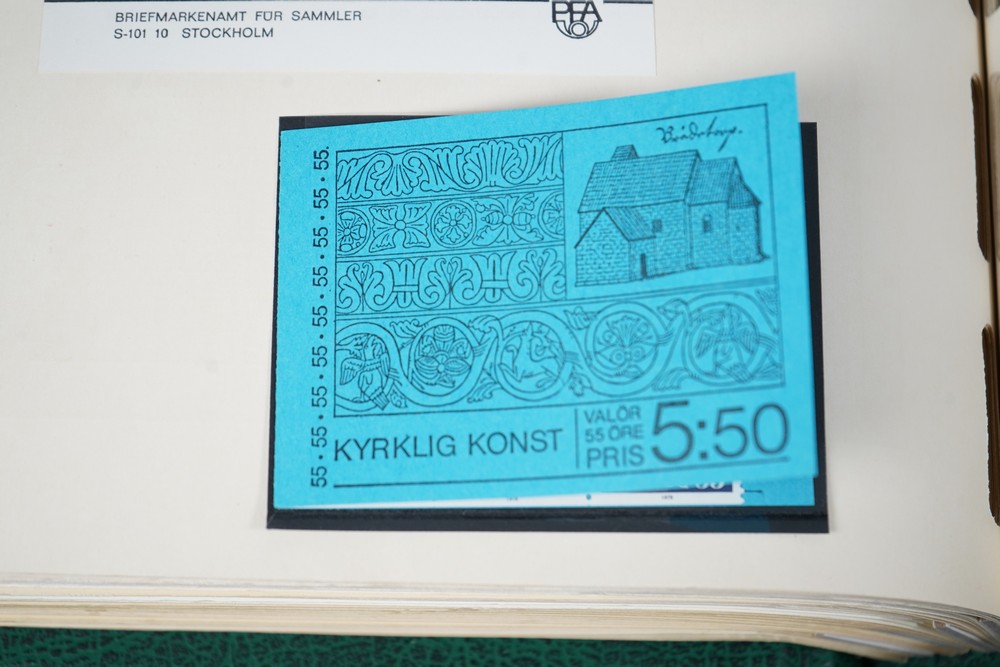 BRIEFMARKENAMT FÜR SAMMLER
S-101 10 STOCKHOLM
PFA
55 · 55 · 55 · 55 · 55 · 55 · 55 · 55 · 55.
KYRKLIG KONST
VALÖR
55 ÖRE
PRIS
5:50